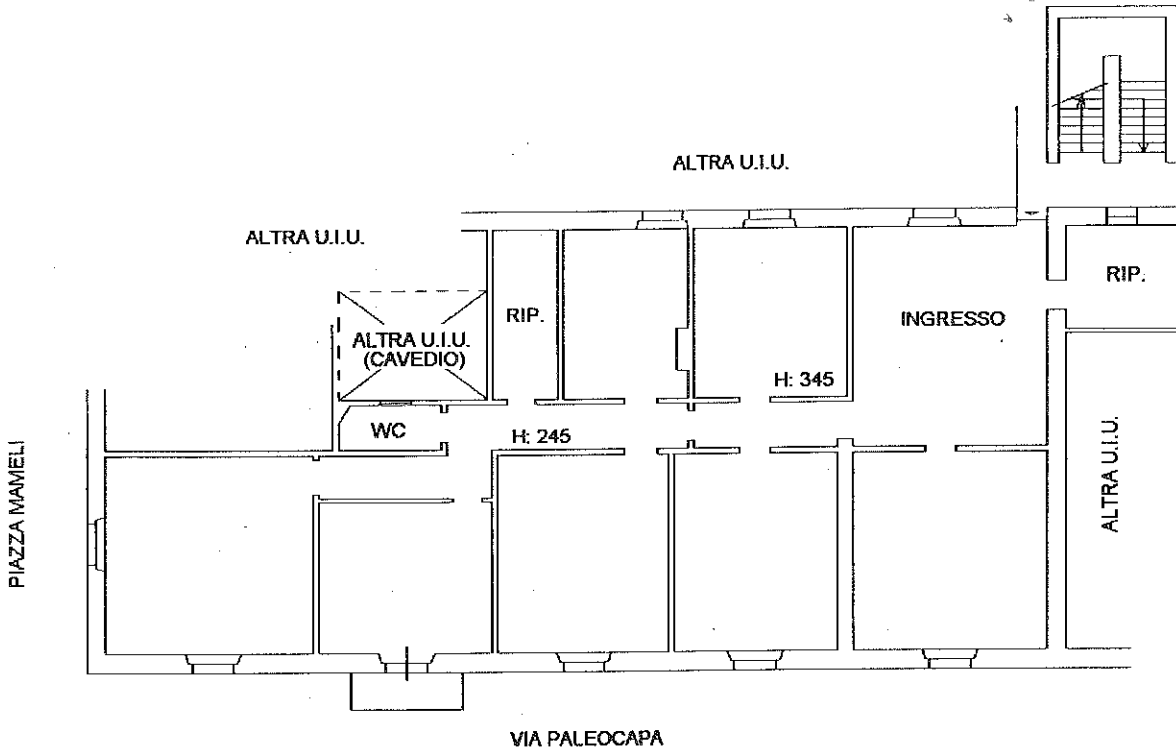 ALTRA U.I.U.
ALTRA U.I.U.
RIP.
RIP.
INGRESSO
ALTRA U.I.U.
(CAVEDIO)
H: 345
WC
H: 245
PIAZZA MAMELI
ALTRA U.I.U.
VIA PALEOCAPA